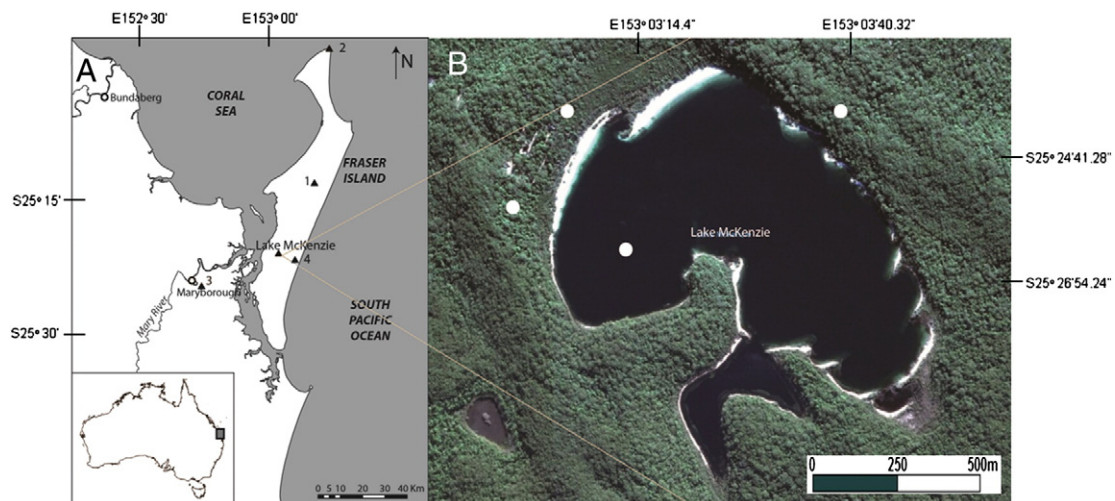 E152° 30'
E153° 00'
E153° 03'14.4"
E153° 03'40.32"
A
B
2
N
Bundaberg
CORAL
SEA
FRASER
ISLAND
1
S25° 15'
S25° 24'41.28"
S25° 26'54.24"
Lake McKenzie
4
3
Maryborough
Mary River
SOUTH
PACIFIC
OCEAN
S25° 30'
Lake McKenzie
0 5 10 20 30 40 Km
0 250 500m